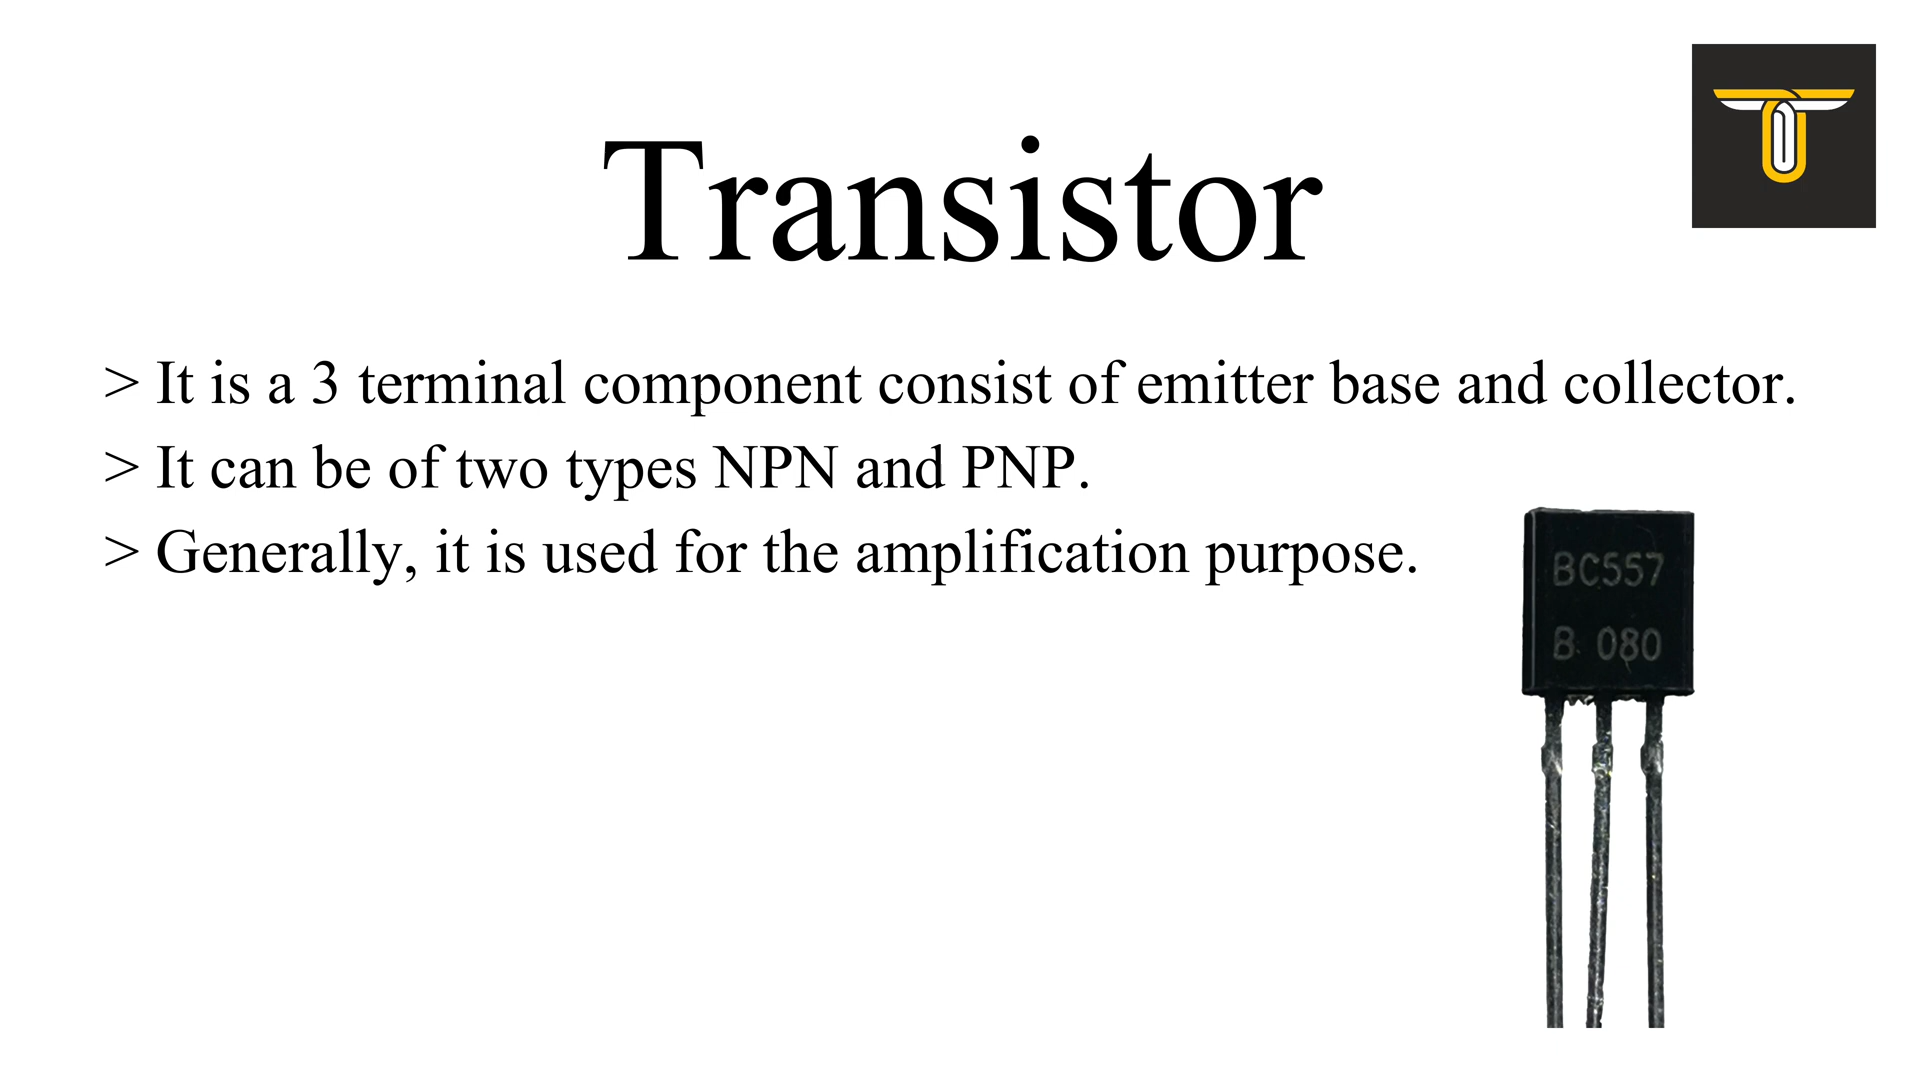 Transistor
> It is a 3 terminal component consist of emitter base and collector.
> It can be of two types NPN and PNP.
> Generally, it is used for the amplification purpose.
BC557
B 080